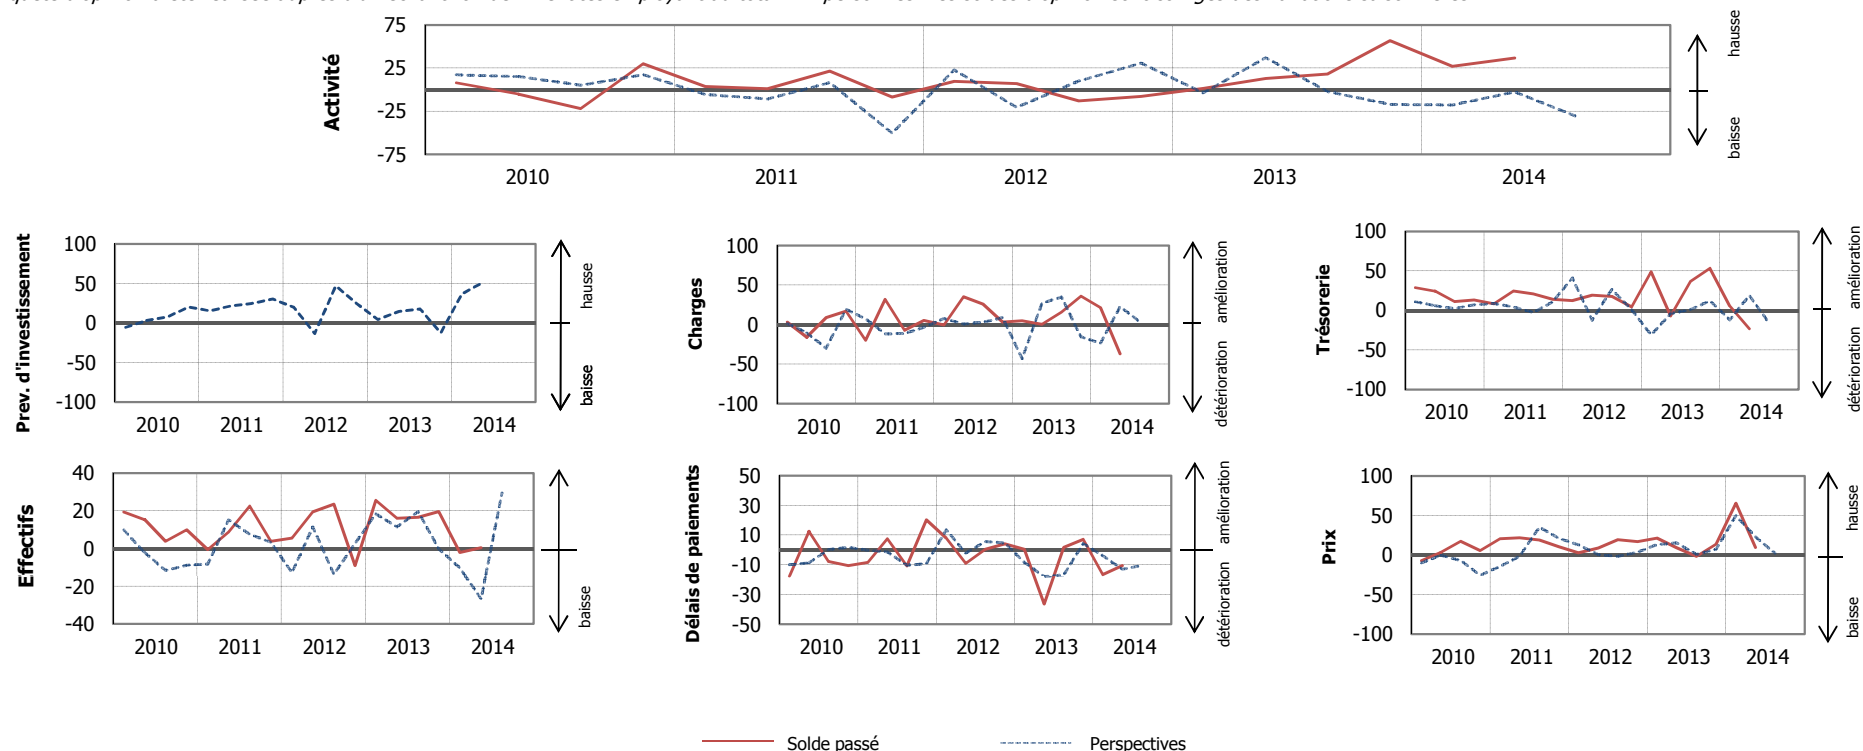 Activité
75
25
-25
-75
2010 2011 2012 2013 2014
hausse
baisse
Prev. d'investissement
100
50
0
-50
-100
2010 2011 2012 2013 2014
hausse
baisse
Charges
100
50
0
-50
-100
2010 2011 2012 2013 2014
amélioration
détérioration
Trésorerie
100
50
0
-50
-100
2010 2011 2012 2013 2014
amélioration
détérioration
Effectifs
40
20
0
-20
-40
2010 2011 2012 2013 2014
baisse
Délais de paiements
50
30
10
-10
-30
-50
2010 2011 2012 2013 2014
amélioration
détérioration
Prix
100
50
0
-50
-100
2010 2011 2012 2013 2014
hausse
baisse
Solde passé
Perspectives